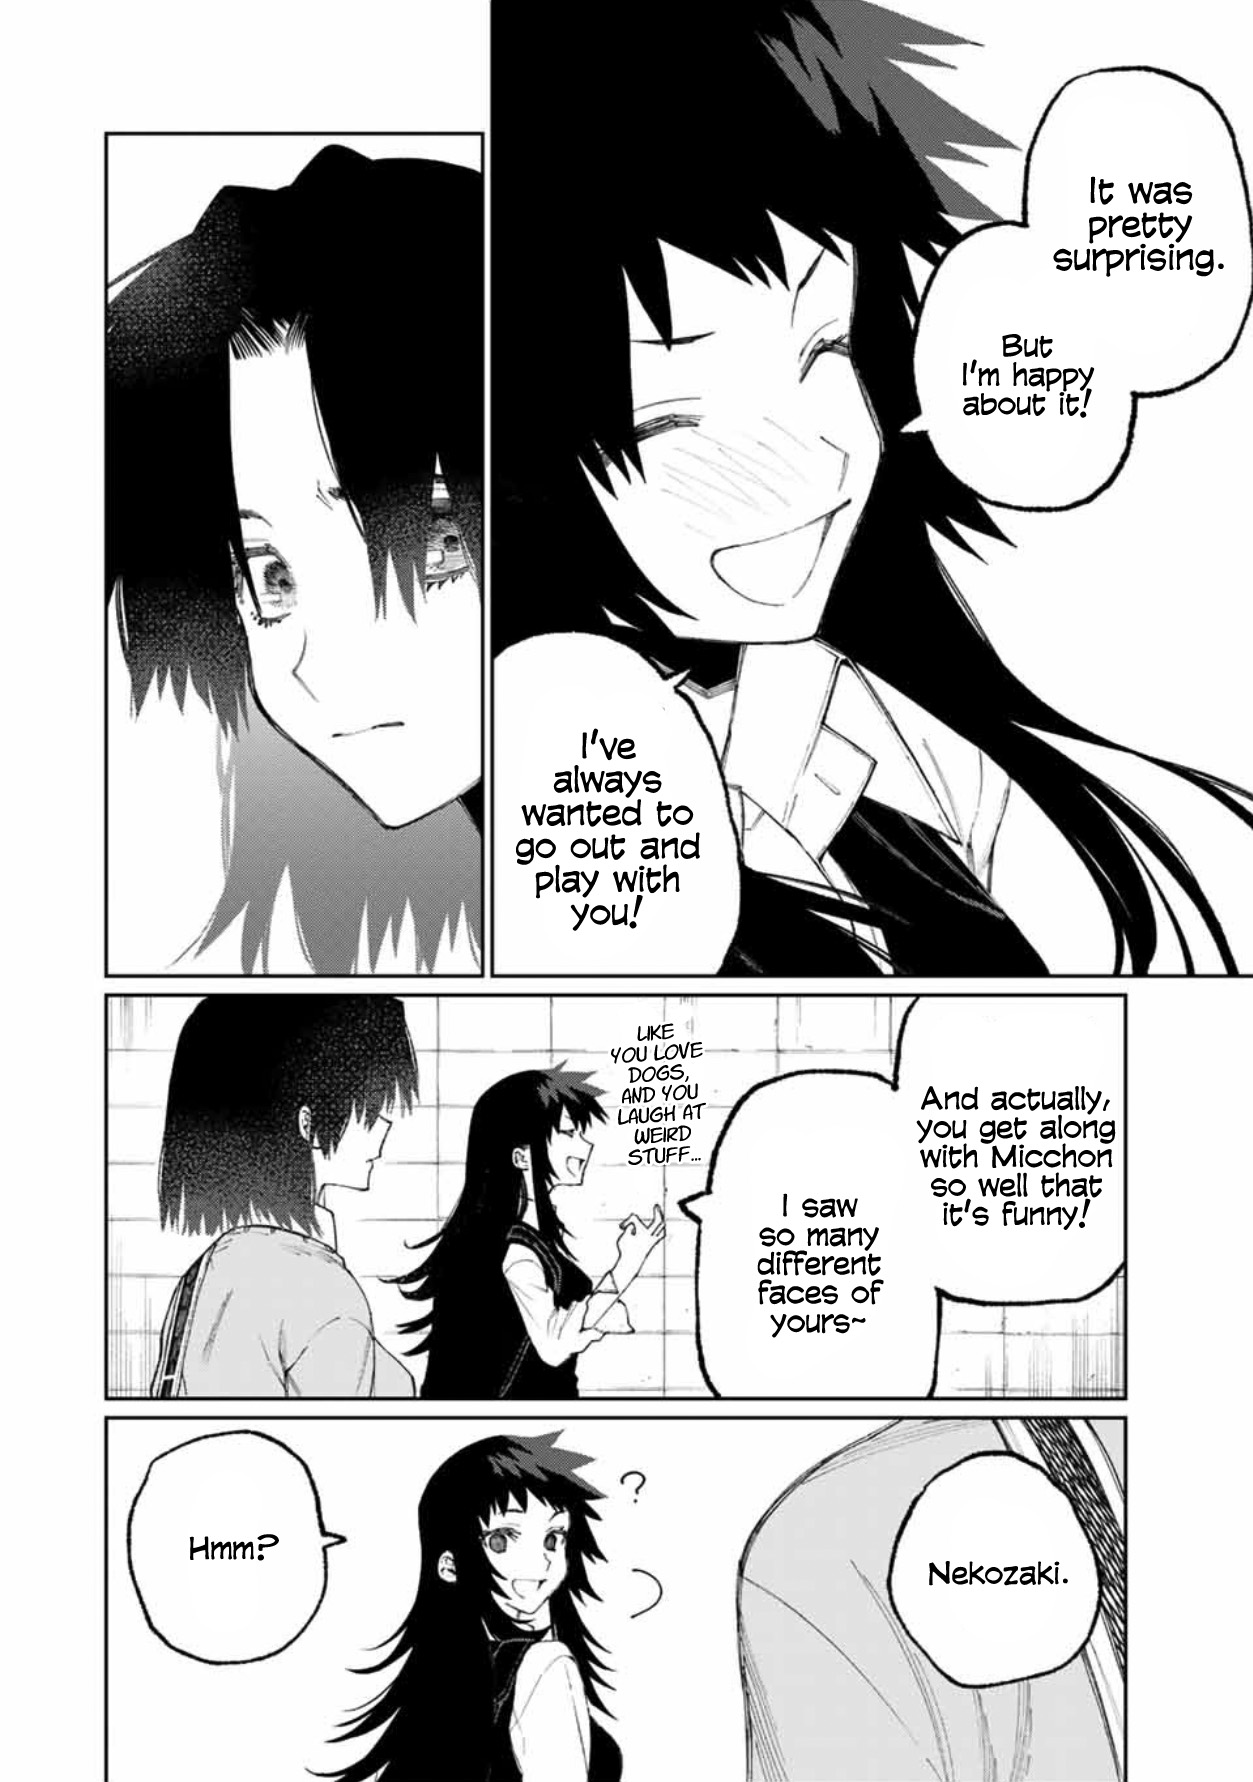 It was
pretty
surprising.
But
I'm happy
about it!
I've
always
wanted to
go out and
play with
you!
And actually,
you get along
with Micchon
so well that
it's funny!
I saw
so many
different
faces of
yours~
LIKE
YOU LOVE
DOGS,
AND YOU
LAUGH AT
WEIRD
STUFF...
Nekozaki.
?
Hmm?